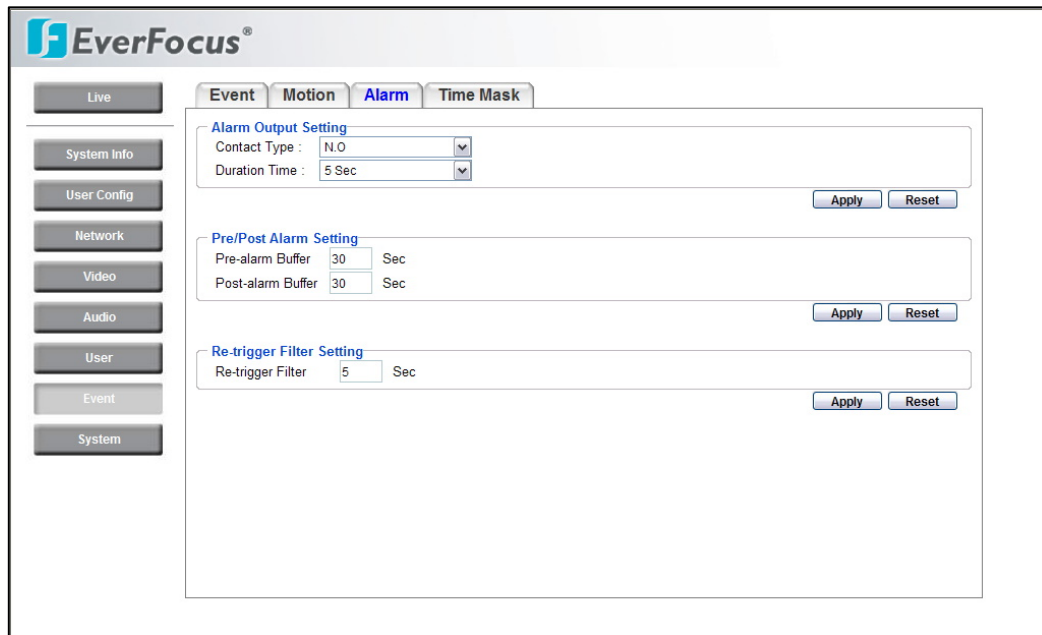 EverFocus®
Live
System Info
User Config
Network
Video
Audio
User
Event
System
Event Motion Alarm Time Mask
Alarm Output Setting
Contact Type : N.O
Duration Time : 5 Sec
Apply Reset
Pre/Post Alarm Setting
Pre-alarm Buffer 30 Sec
Post-alarm Buffer 30 Sec
Apply Reset
Re-trigger Filter Setting
Re-trigger Filter 5 Sec
Apply Reset